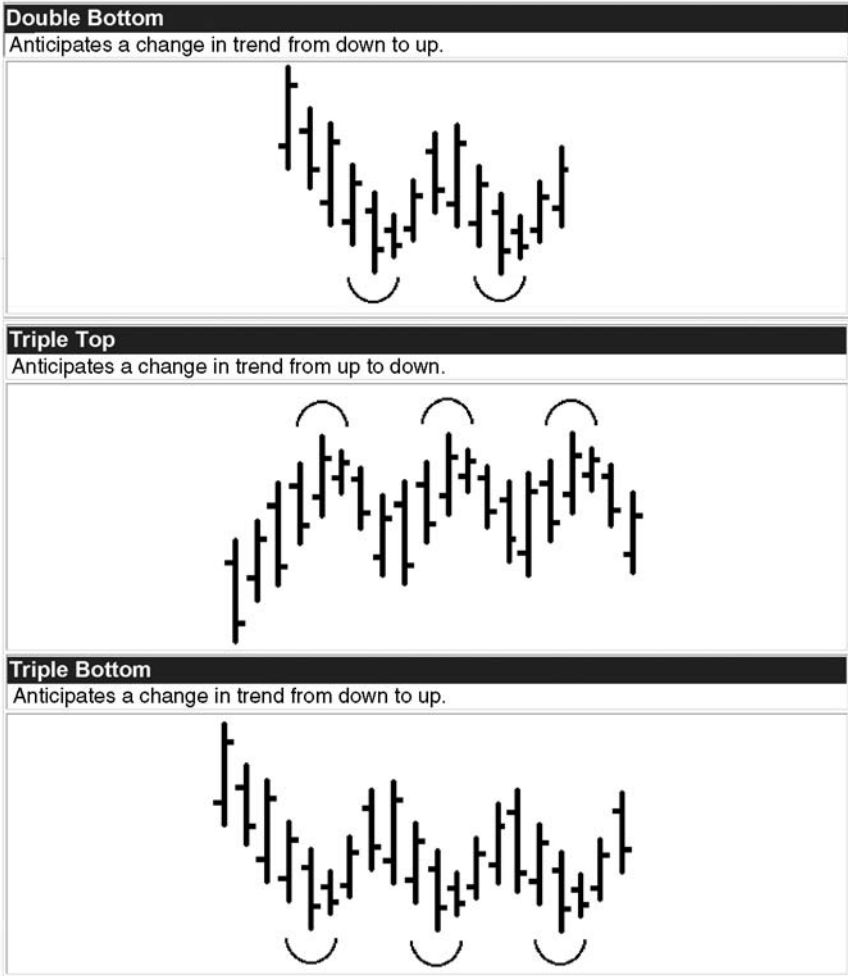 Double Bottom
Anticipates a change in trend from down to up.
Triple Top
Anticipates a change in trend from up to down.
Triple Bottom
Anticipates a change in trend from down to up.